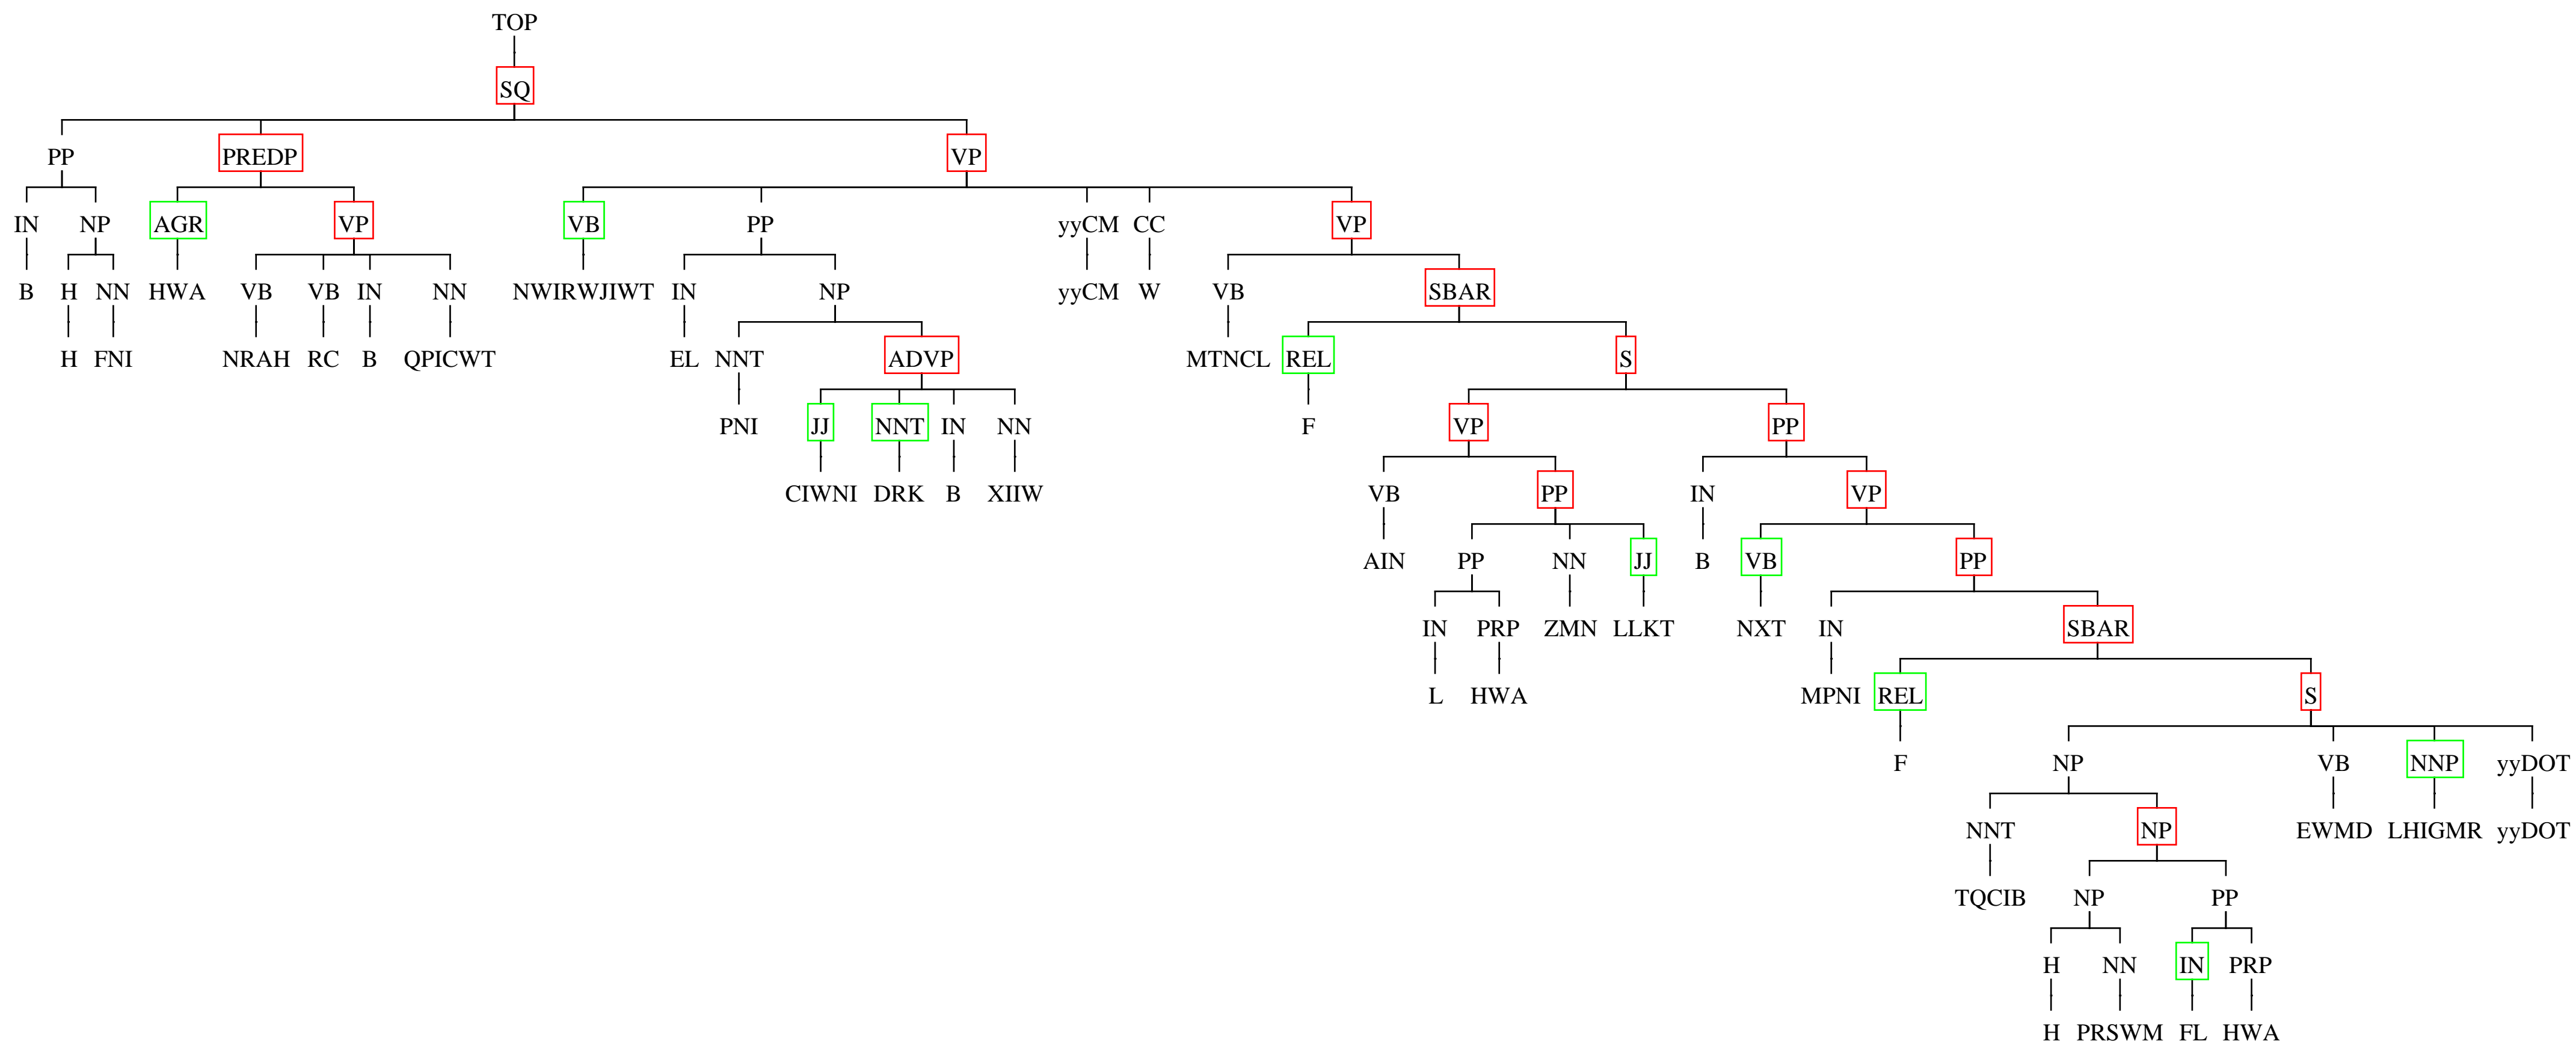 TOP
SQ
PP PREDP VP
IN NP AGR VP VB PP yyCM CC VP
B H NN HWA VB VB IN NN NWIRWJIWT IN NP yyCM W VB SBAR
H FNI NRAH RC B QPICWT EL NNT ADVP MTNCL REL S
PNI JJ NNT IN NN F VP PP
CIWNI DRK B XIIW VB PP IN VP
AIN PP NN JJ B VB PP
IN PRP ZMN LLKT NXT IN SBAR
L HWA MPNI REL S
F NP VB NNP yyDOT
NNT NP EWMD LHIGMR yyDOT
TQCIB NP PP
H NN IN PRP
H PRSWM FL HWA